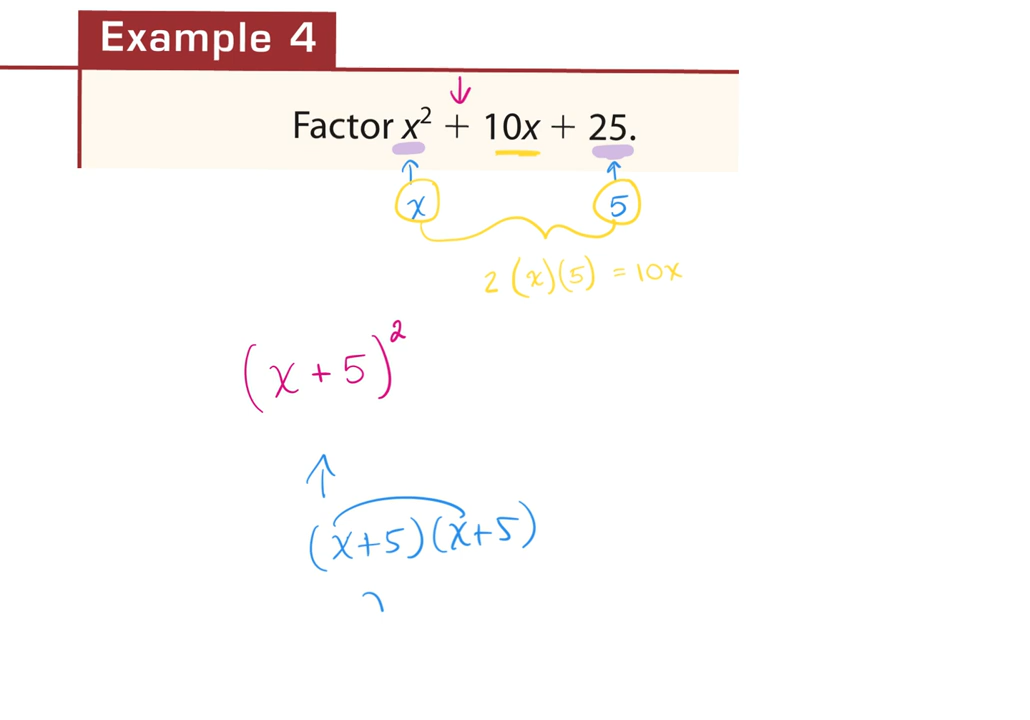 Example 4
Factor x² + 10x + 25.
x 5
2 (x)(5) = 10x
(x + 5)²
(x+5)(x+5)